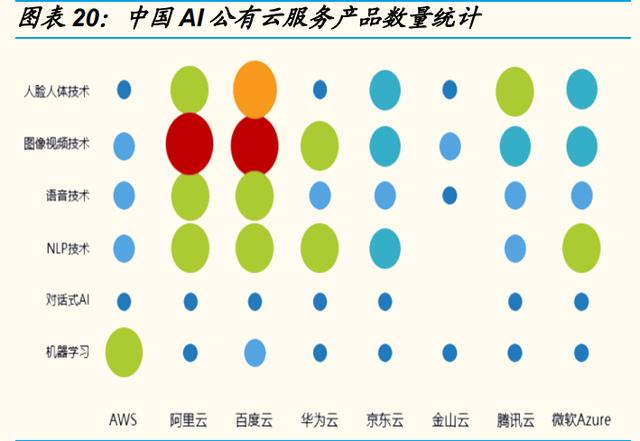 图表 20：中国 AI 公有云服务产品数量统计
人脸人体技术
图像视频技术
语音技术
NLP技术
对话式AI
机器学习
AWS 阿里云 百度云 华为云 京东云 金山云 腾讯云 微软Azure